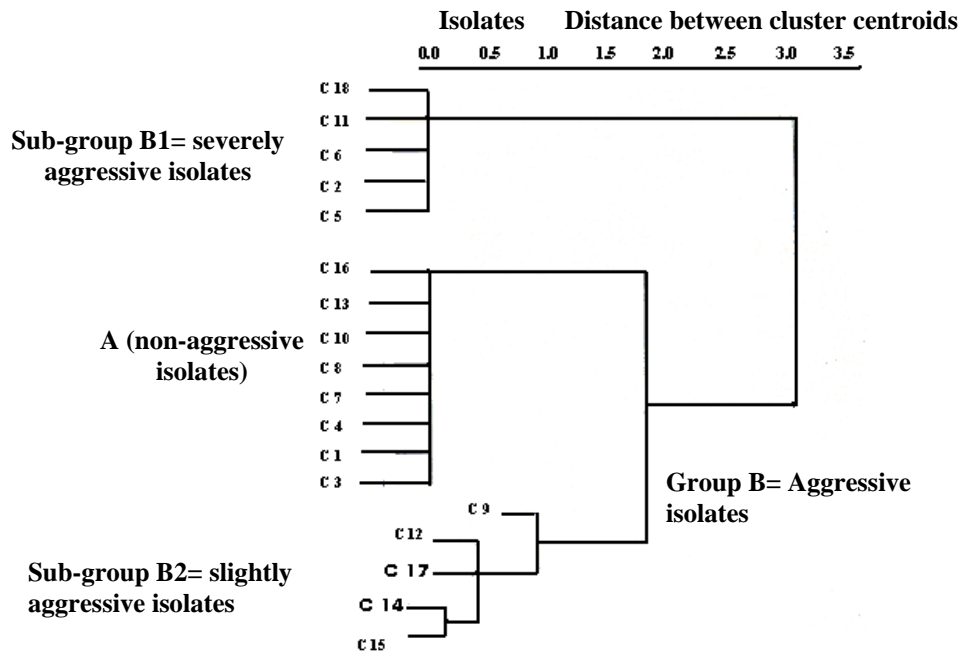 Isolates Distance between cluster centroids
0.0 0.5 1.0 1.5 2.0 2.5 3.0 3.5
C 18
C 11
Sub-group B1= severely
aggressive isolates
C 6
C 2
C 5
C 16
C 13
A (non-aggressive
isolates)
C 10
C 8
C 7
C 4
C 1
C 3
Group B= Aggressive
isolates
C 9
C 12
C 17
Sub-group B2= slightly
aggressive isolates
C 14
C 15